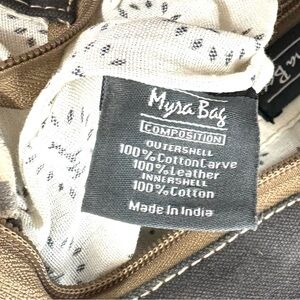 Myra Bag
COMPOSITION
OUTERSHELL
100%CottonCarve
100%Leather
INNERSHELL
100%Cotton
Made In India